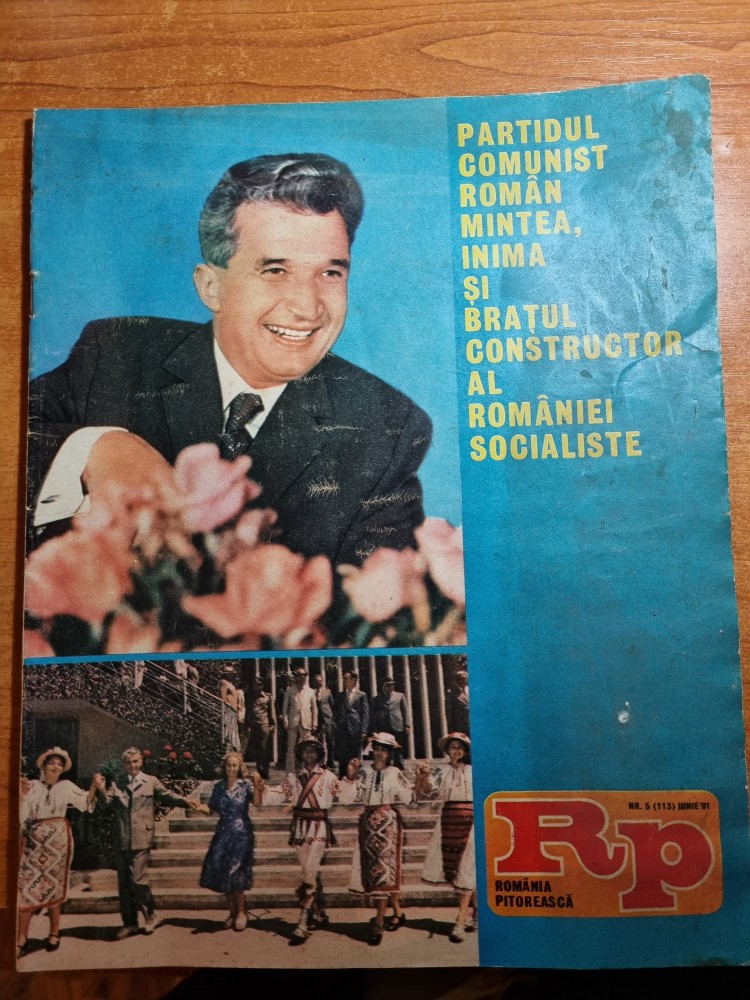 PARTIDUL
COMUNIST
ROMÂN
MINTEA,
INIMA
ȘI
BRAȚUL
CONSTRUCTOR
AL
ROMÂNIEI
SOCIALISTE
NR. 5 (113) IUNIE '81
Rp
ROMÂNIA
PITOREASCĂ